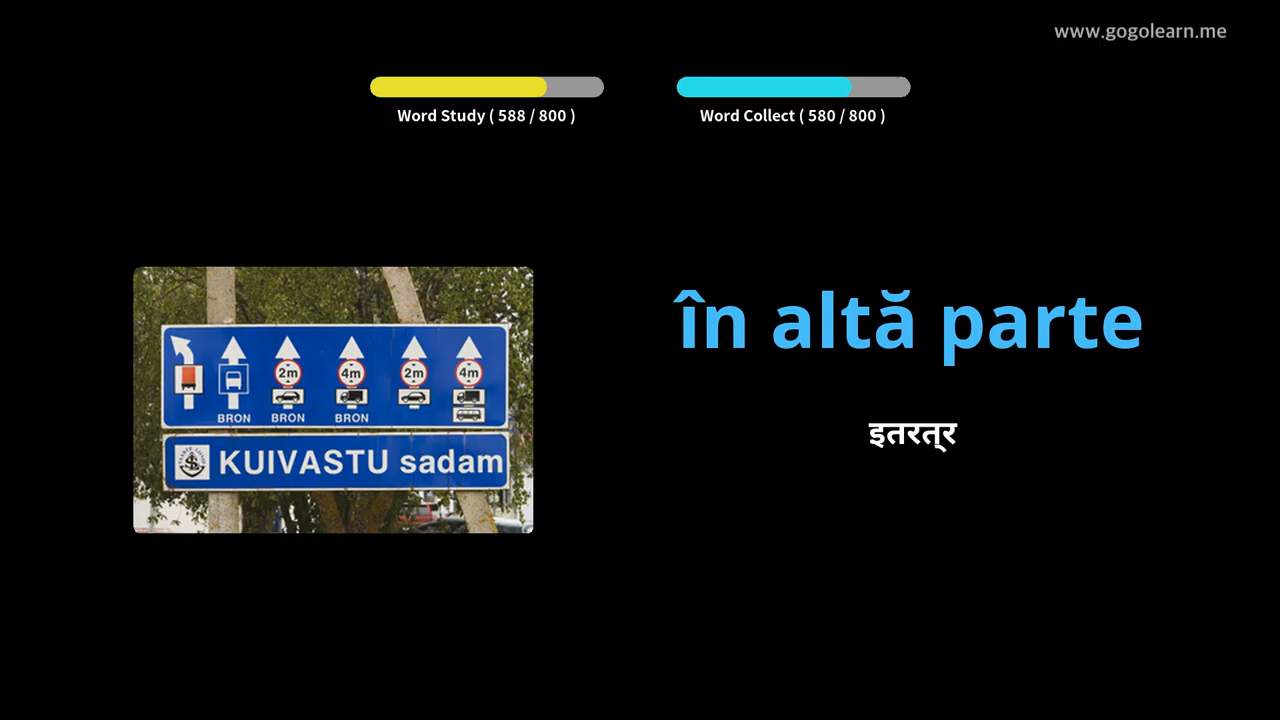 www.gogolearn.me
Word Study ( 588 / 800 )
Word Collect ( 580 / 800 )
2m 4m 2m 4m
BRON BRON BRON
KUIVASTU sadam
în altă parte
इतरत्र